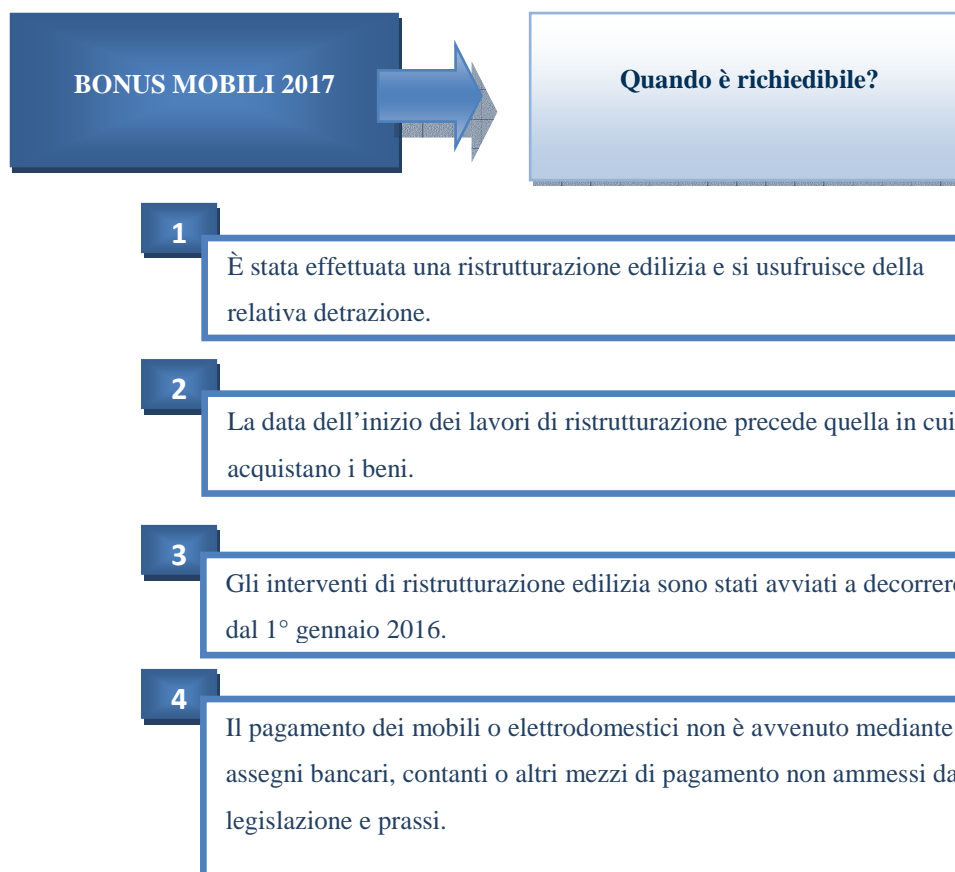 BONUS MOBILI 2017
Quando è richiedibile?
1
È stata effettuata una ristrutturazione edilizia e si usufruisce della
relativa detrazione.
2
La data dell’inizio dei lavori di ristrutturazione precede quella in cui
acquistano i beni.
3
Gli interventi di ristrutturazione edilizia sono stati avviati a
dal 1° gennaio 2016.
4
Il pagamento dei mobili o elettrodomestici non è avvenuto mediante
assegni bancari, contanti o altri mezzi di pagamento non ammessi
legislazione e prassi.